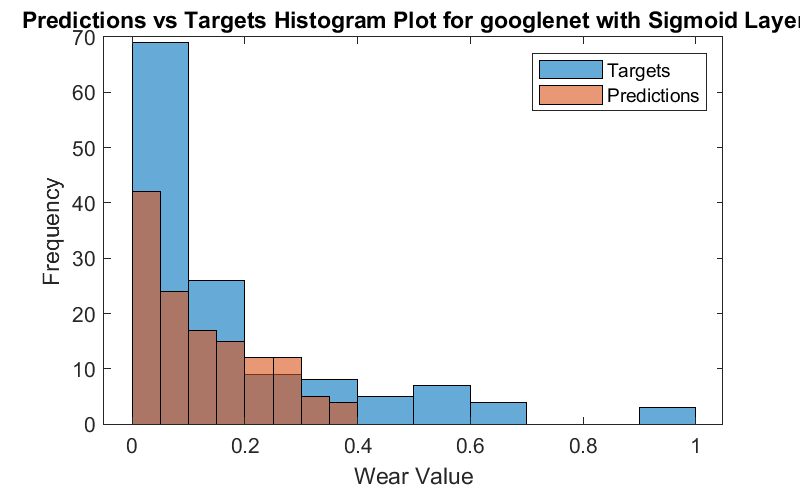 Predictions vs Targets Histogram Plot for googlenet with Sigmoid Layer
70
60
50
40
30
20
10
0
Frequency
Targets
Predictions
0 0.2 0.4 0.6 0.8 1
Wear Value